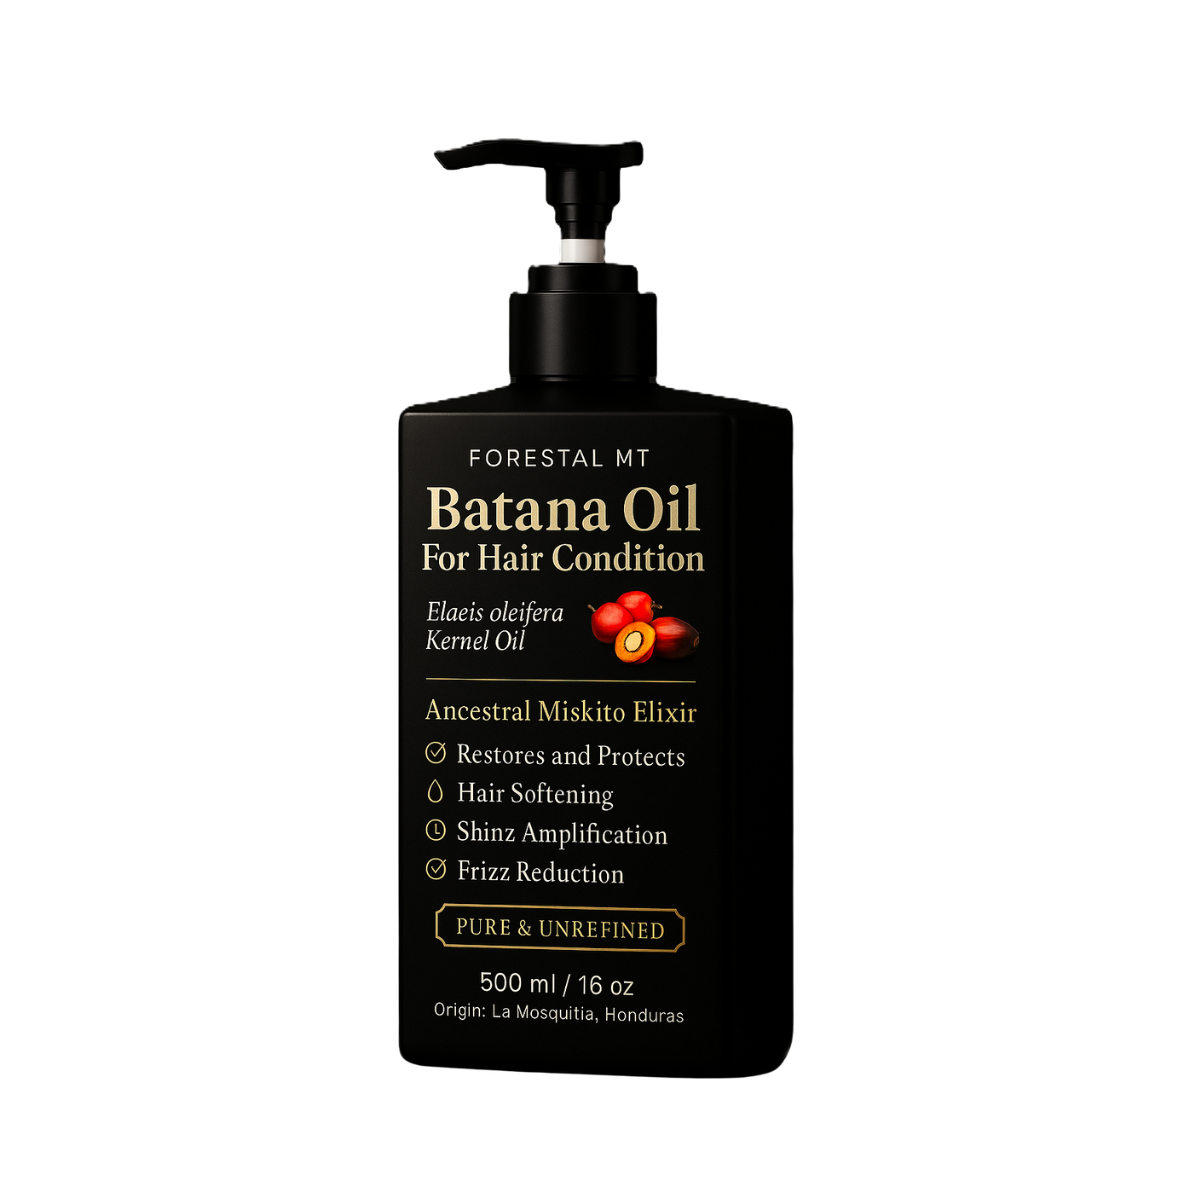 FORESTAL MT
Batana Oil
For Hair Condition
Elaeis oleifera
Kernel Oil
Ancestral Miskito Elixir
Restores and Protects
Hair Softening
Shinz Amplification
Frizz Reduction
PURE & UNREFINED
500 ml / 16 oz
Origin: La Mosquitia, Honduras